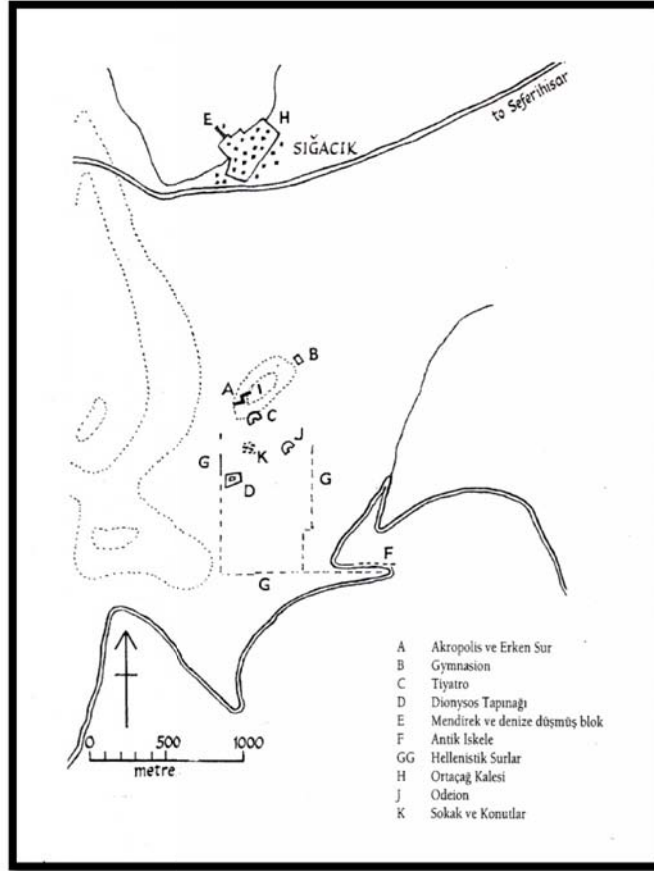 to Seferihisar
E
H
SIĞACIK
B
A
I
C
J
K
G
D
G
F
G
0 500 1000
metre
A Akropolis ve Erken Sur
B Gymnasion
C Tiyatro
D Dionysos Tapınağı
E Mendirek ve denize düşmüş blok
F Antik Iskele
GG Hellenistik Surlar
H Ortaçağ Kalesi
J Odeion
K Sokak ve Konutlar